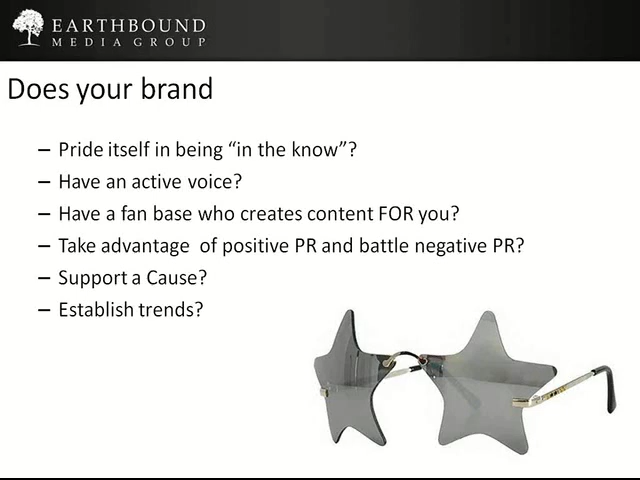 EARTHBOUND
MEDIA GROUP
Does your brand
– Pride itself in being “in the know”?
– Have an active voice?
– Have a fan base who creates content FOR you?
– Take advantage of positive PR and battle negative PR?
– Support a Cause?
– Establish trends?